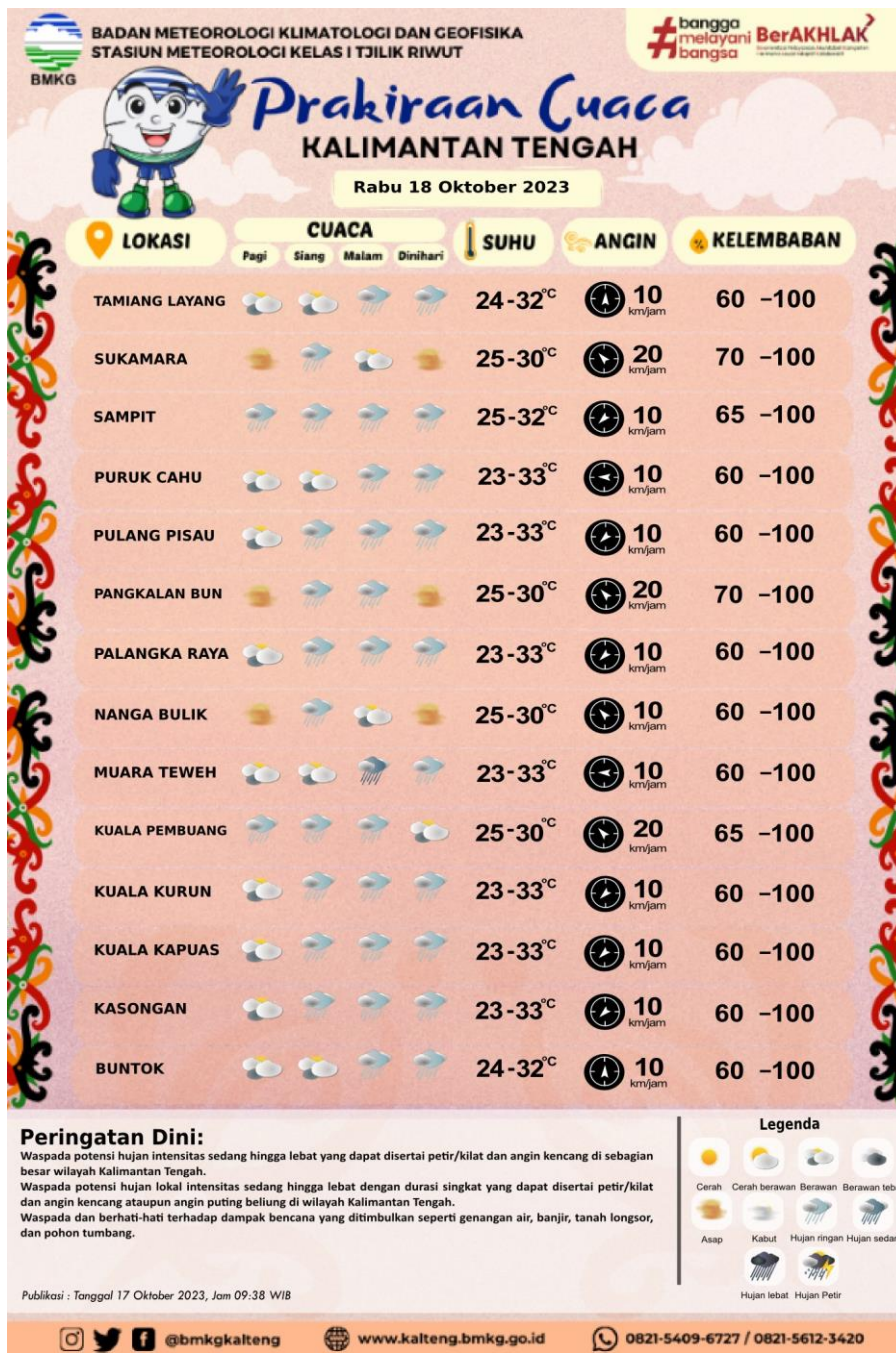 BADAN METEOROLOGI KLIMATOLOGI DAN GEOFISIKA
STASIUN METEOROLOGI KELAS I TJILIK RIWUT
BMKG
#bangga melayani bangsa
BerAKHLAK
Prakiraan Cuaca
KALIMANTAN TENGAH
Rabu 18 Oktober 2023
LOKASI CUACA SUHU ANGIN KELEMBABAN
Pagi Siang Malam Dinihari
TAMIANG LAYANG 24-32°C 10 km/jam 60 –100
SUKAMARA 25-30°C 20 km/jam 70 –100
SAMPIT 25-32°C 10 km/jam 65 –100
PURUK CAHU 23-33°C 10 km/jam 60 –100
PULANG PISAU 23-33°C 10 km/jam 60 –100
PANGKALAN BUN 25-30°C 20 km/jam 70 –100
PALANGKA RAYA 23-33°C 10 km/jam 60 –100
NANGA BULIK 25-30°C 10 km/jam 60 –100
MUARA TEWEH 23-33°C 10 km/jam 60 –100
KUALA PEMBUANG 25-30°C 20 km/jam 65 –100
KUALA KURUN 23-33°C 10 km/jam 60 –100
KUALA KAPUAS 23-33°C 10 km/jam 60 –100
KASONGAN 23-33°C 10 km/jam 60 –100
BUNTOK 24-32°C 10 km/jam 60 –100
Peringatan Dini:
Waspada potensi hujan intensitas sedang hingga lebat yang dapat disertai petir/kilat dan angin kencang di sebagian
besar wilayah Kalimantan Tengah.
Waspada potensi hujan lokal intensitas sedang hingga lebat dengan durasi singkat yang dapat disertai petir/kilat
dan angin kencang ataupun angin puting beliung di wilayah Kalimantan Tengah.
Waspada dan berhati-hati terhadap dampak bencana yang ditimbulkan seperti genangan air, banjir, tanah longsor,
dan pohon tumbang.
Publikasi : Tanggal 17 Oktober 2023, Jam 09:38 WIB
Legenda
Cerah Cerah berawan Berawan Berawan teb
Asap Kabut Hujan ringan Hujan sedan
Hujan lebat Hujan Petir
@bmkgkalteng www.kalteng.bmkg.go.id 0821-5409-6727 / 0821-5612-3420